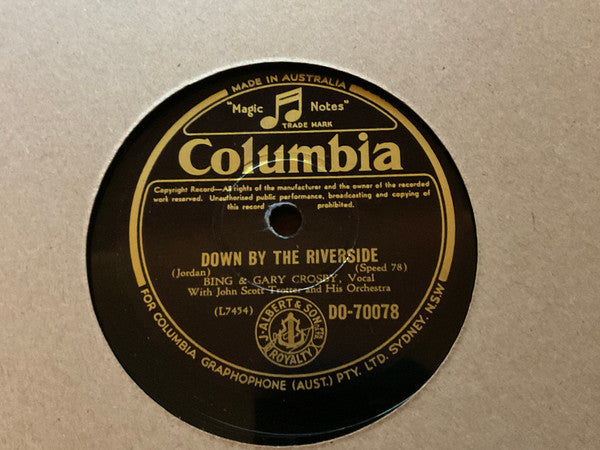 MADE IN AUSTRALIA
"Magic Notes"
TRADE MARK
Columbia
Copyright Record—All rights of the manufacturer and the owner of the recorded
work reserved. Unauthorised public performance, broadcasting and copying of
this record prohibited.
DOWN BY THE RIVERSIDE
(Jordan) (Speed 78)
BING & GARY CROSBY, Vocal
With John Scott Trotter and His Orchestra
(L7454) DO-70078
J. ALBERT & SON PTY LTD
ROYALTY
FOR COLUMBIA GRAPHOPHONE (AUST.) PTY. LTD. SYDNEY. N.S.W